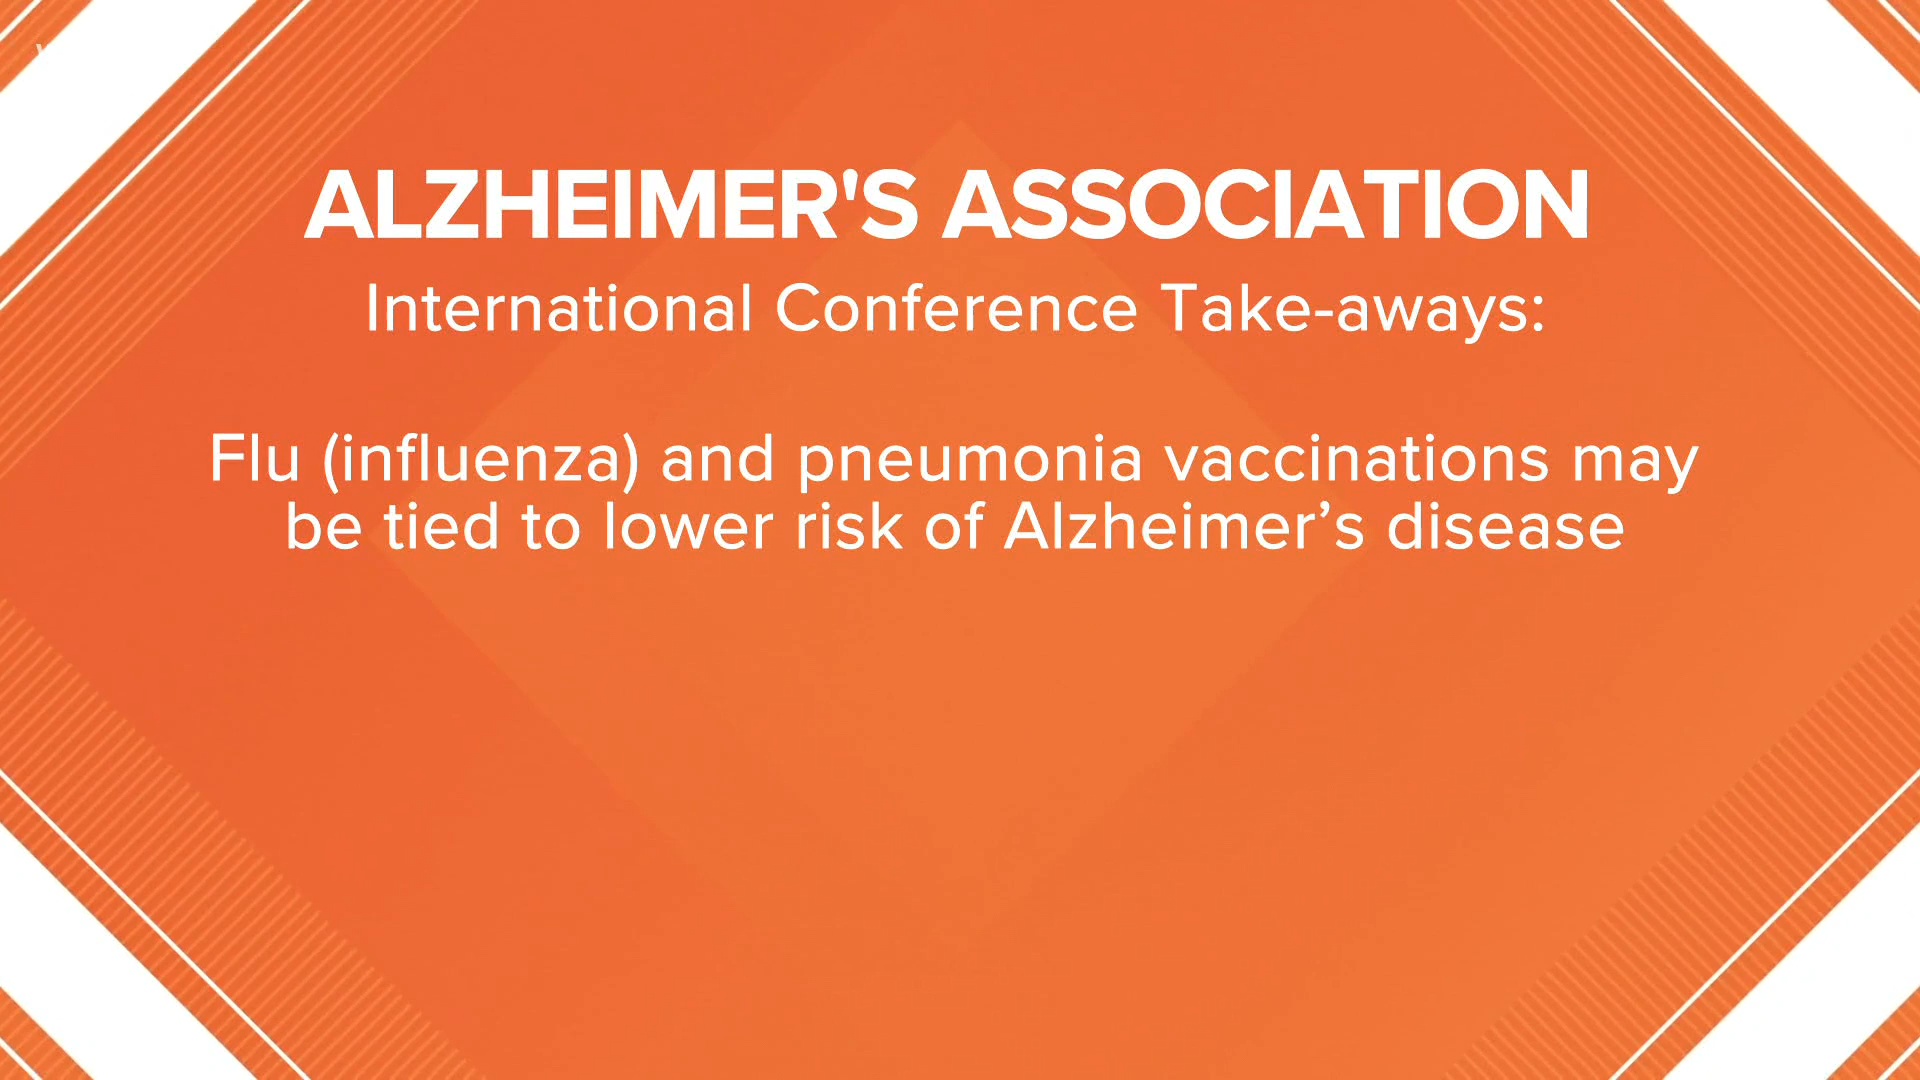 ALZHEIMER'S ASSOCIATION
International Conference Take-aways:
Flu (influenza) and pneumonia vaccinations may
be tied to lower risk of Alzheimer’s disease